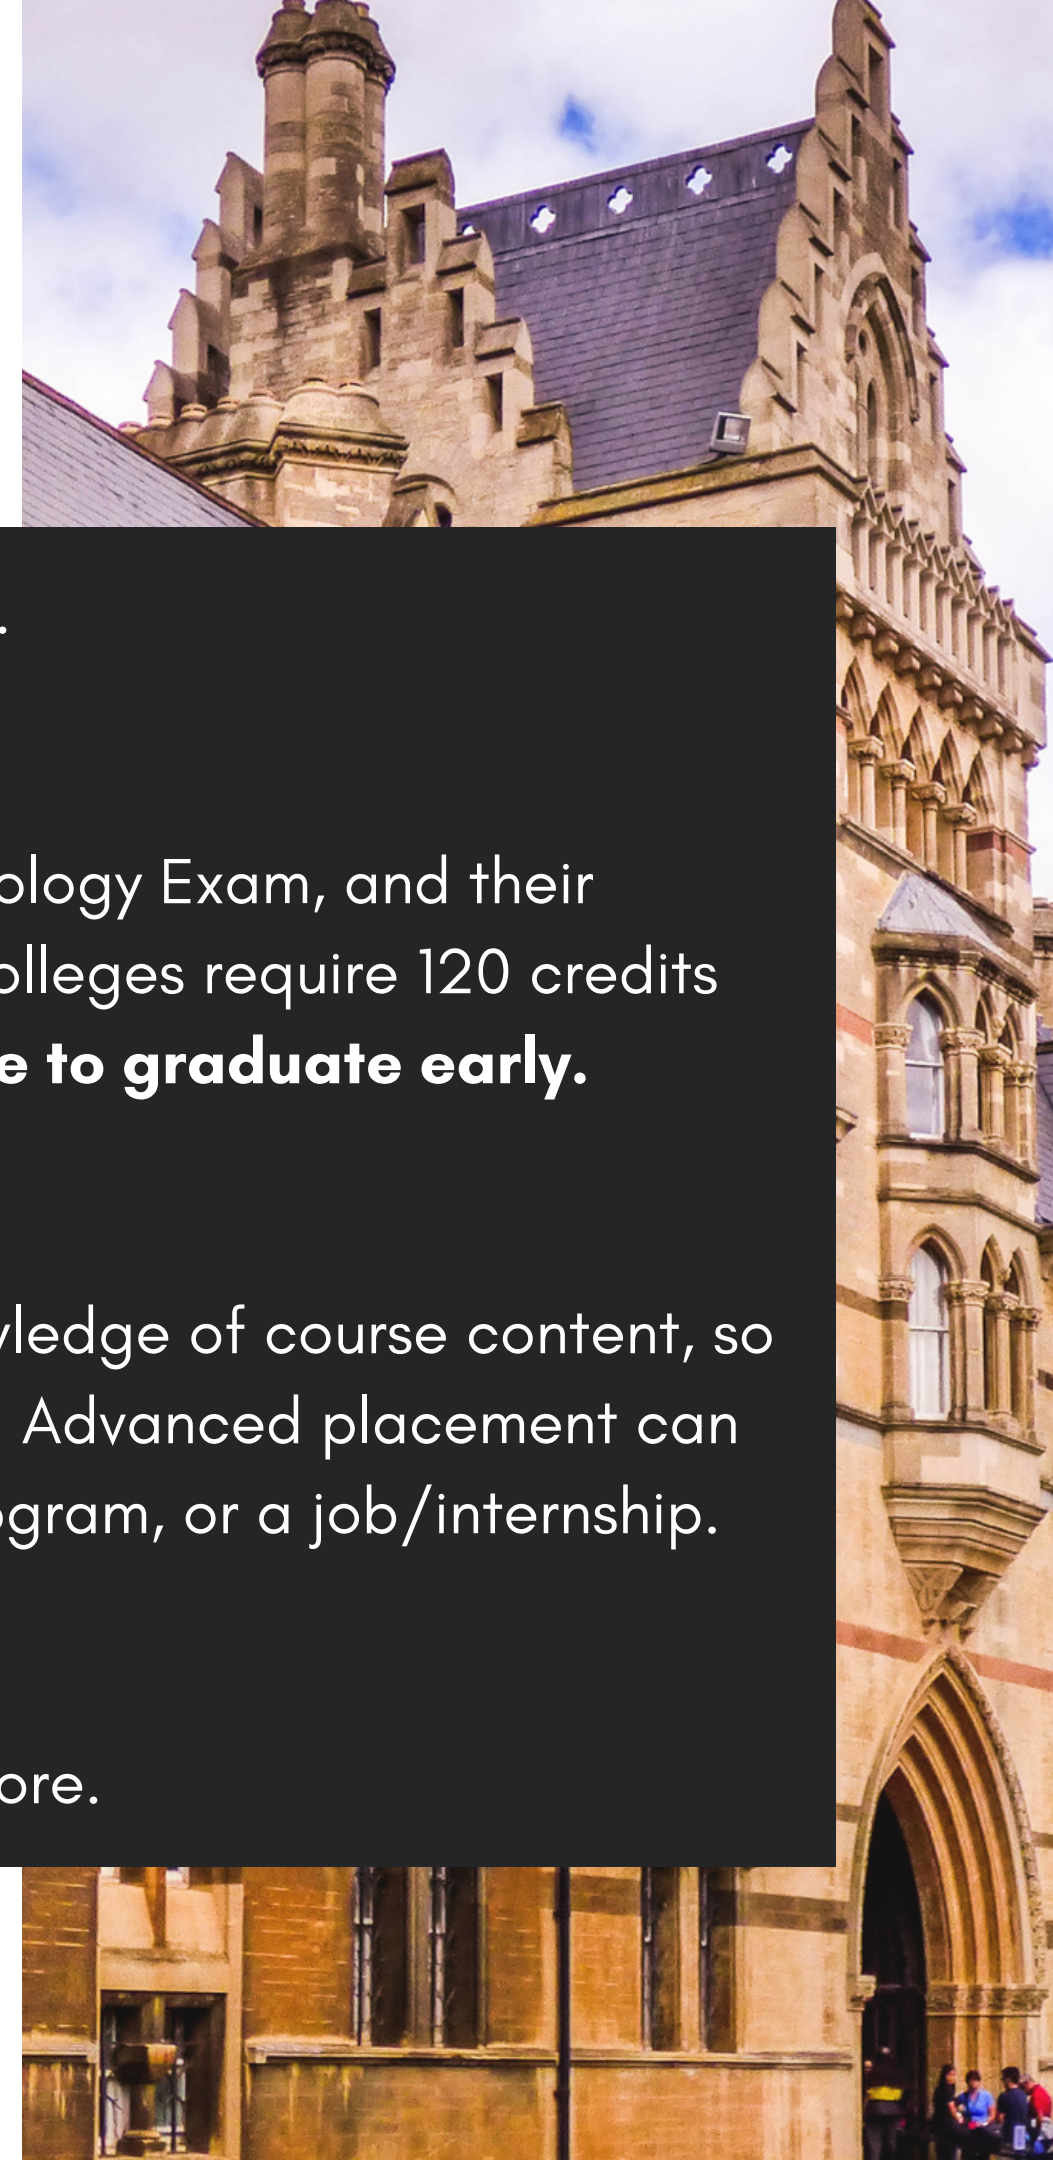 .
ology Exam, and their
olleges require 120 credits
e to graduate early.
vledge of course content, so
Advanced placement can
ogram, or a job/internship.
ore.